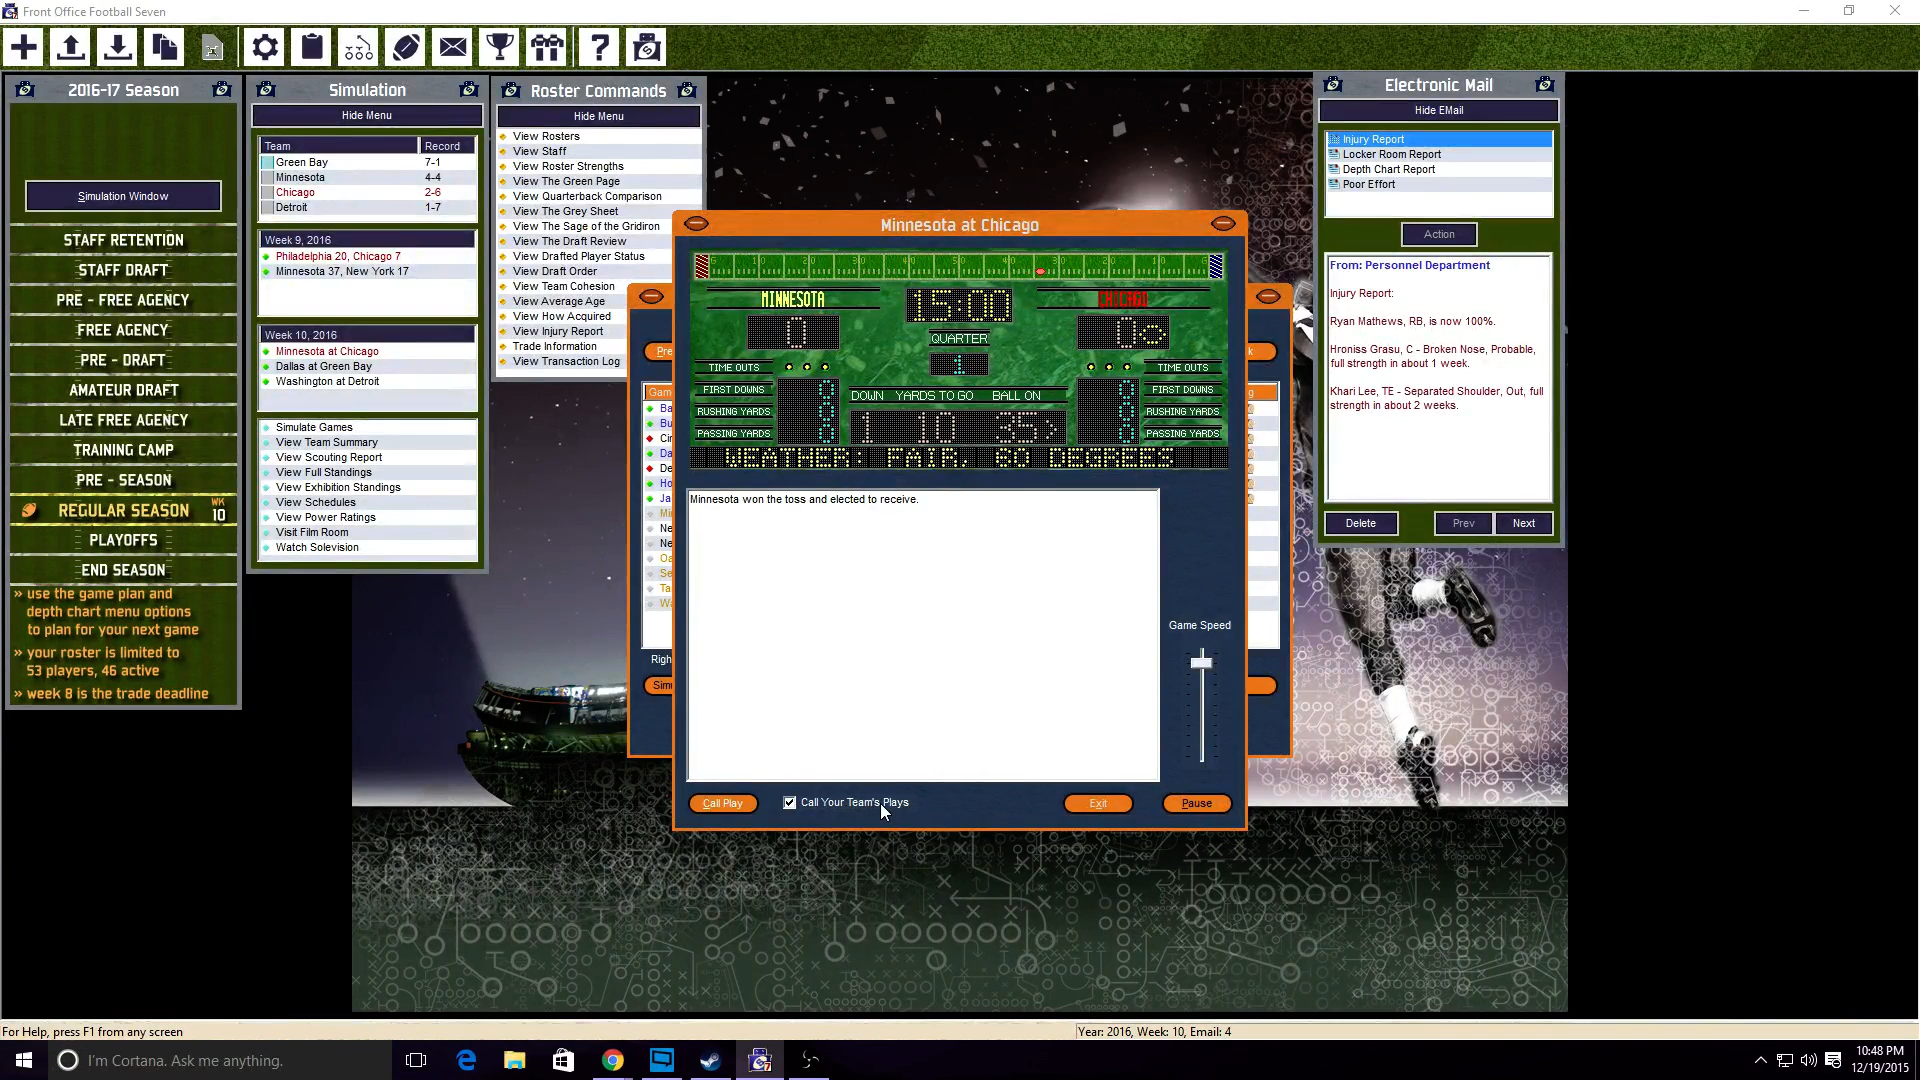 Front Office Football Seven
2016-17 Season
Simulation Window
STAFF RETENTION
STAFF DRAFT
PRE - FREE AGENCY
FREE AGENCY
PRE - DRAFT
AMATEUR DRAFT
LATE FREE AGENCY
TRAINING CAMP
PRE - SEASON
REGULAR SEASON WK 10
PLAYOFFS
END SEASON
» use the game plan and
depth chart menu options
to plan for your next game
» your roster is limited to
53 players, 46 active
» week 8 is the trade deadline
Simulation
Hide Menu
Team Record
Green Bay 7-1
Minnesota 4-4
Chicago 2-6
Detroit 1-7
Week 9, 2016
Philadelphia 20, Chicago 7
Minnesota 37, New York 17
Week 10, 2016
Minnesota at Chicago
Dallas at Green Bay
Washington at Detroit
Simulate Games
View Team Summary
View Scouting Report
View Full Standings
View Exhibition Standings
View Schedules
View Power Ratings
Visit Film Room
Watch Solevision
Roster Commands
Hide Menu
View Rosters
View Staff
View Roster Strengths
View The Green Page
View Quarterback Comparison
View The Grey Sheet
View The Sage of the Gridiron
View The Draft Review
View Drafted Player Status
View Draft Order
View Team Cohesion
View Average Age
View How Acquired
View Injury Report
Trade Information
View Transaction Log
Minnesota at Chicago
MINNESOTA 15:00 CHICAGO
0 QUARTER 0
1
TIME OUTS TIME OUTS
FIRST DOWNS 0 DOWN YARDS TO GO BALL ON 0 FIRST DOWNS
RUSHING YARDS 0 1 10 35> 0 RUSHING YARDS
PASSING YARDS 0 0 PASSING YARDS
WEATHER: FAIR, 60 DEGREES
Minnesota won the toss and elected to receive.
Game Speed
Call Play
Call Your Team's Plays
Exit
Pause
Electronic Mail
Hide EMail
Injury Report
Locker Room Report
Depth Chart Report
Poor Effort
Action
From: Personnel Department
Injury Report:
Ryan Mathews, RB, is now 100%.
Hroniss Grasu, C - Broken Nose, Probable,
full strength in about 1 week.
Khari Lee, TE - Separated Shoulder, Out, full
strength in about 2 weeks.
Delete
Prev
Next
For Help, press F1 from any screen
Year: 2016, Week: 10, Email: 4
I'm Cortana. Ask me anything.
10:48 PM
12/19/2015